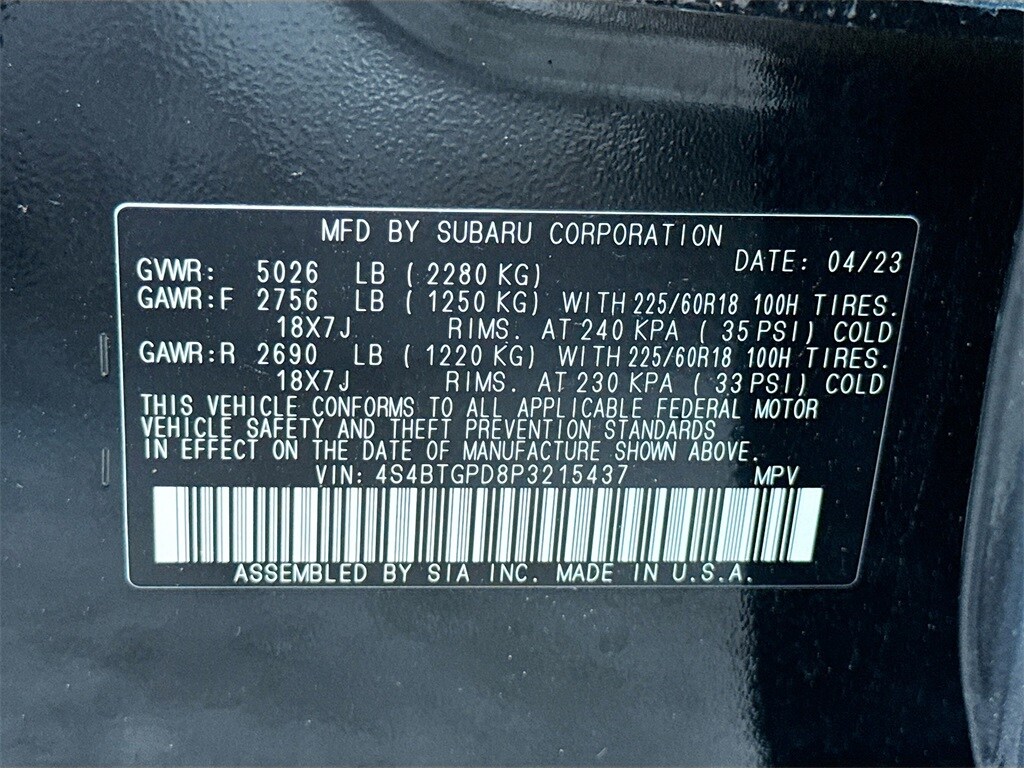 MFD BY SUBARU CORPORATION
DATE: 04/23
GVWR: 5026 LB ( 2280 KG)
GAWR:F 2756 LB ( 1250 KG) WITH 225/60R18 100H TIRES.
18X7J RIMS. AT 240 KPA ( 35 PSI) COLD
GAWR:R 2690 LB ( 1220 KG) WITH 225/60R18 100H TIRES.
18X7J RIMS. AT 230 KPA ( 33 PSI) COLD
THIS VEHICLE CONFORMS TO ALL APPLICABLE FEDERAL MOTOR
VEHICLE SAFETY AND THEFT PREVENTION STANDARDS
IN EFFECT ON THE DATE OF MANUFACTURE SHOWN ABOVE.
VIN: 4S4BTGPD8P3215437 MPV
ASSEMBLED BY SIA INC. MADE IN U.S.A.